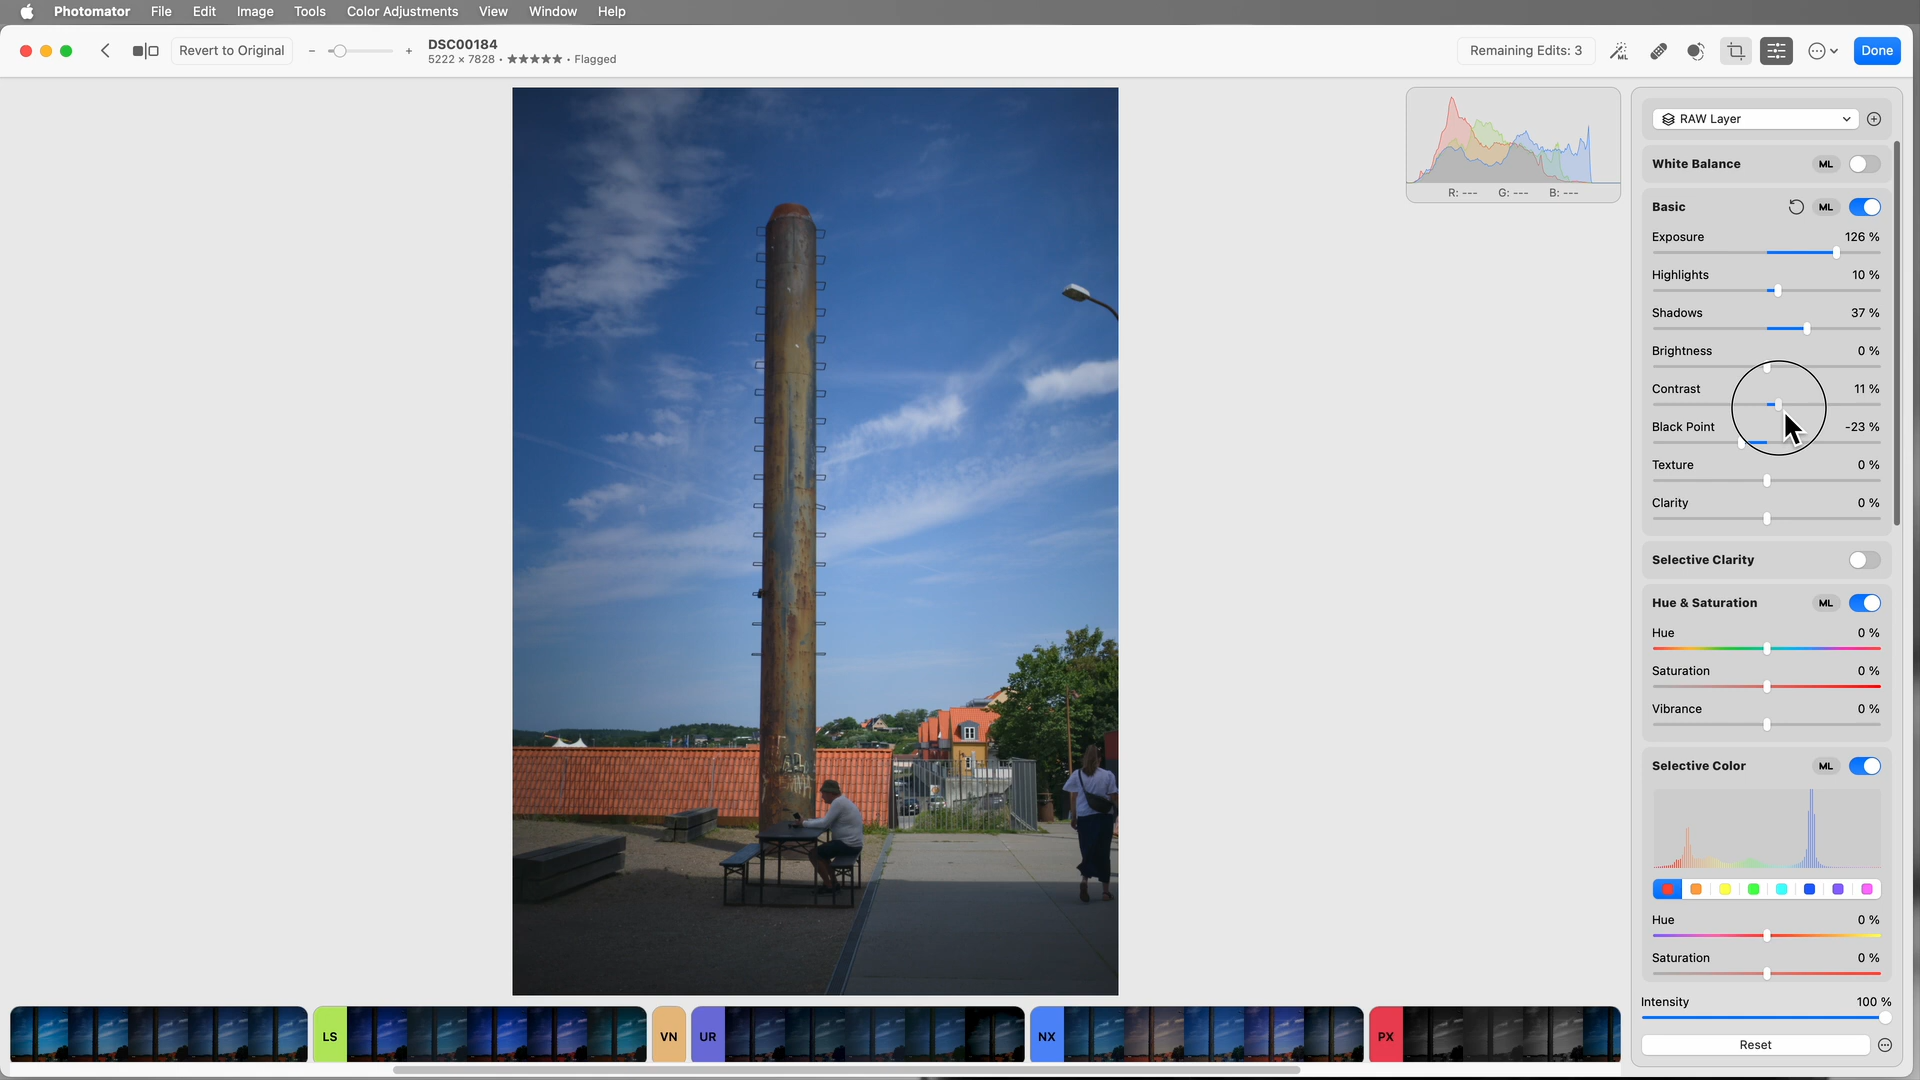 Photomator File Edit Image Tools Color Adjustments View Window Help
Revert to Original - + DSC00184 Remaining Edits: 3 ML Done
5222 x 7828 • ★★★★★ • Flagged
R: --- G: --- B: ---
RAW Layer
White Balance ML
Basic ML
Exposure 126 %
Highlights 10 %
Shadows 37 %
Brightness 0 %
Contrast 11 %
Black Point -23 %
Texture 0 %
Clarity 0 %
Selective Clarity
Hue & Saturation ML
Hue 0 %
Saturation 0 %
Vibrance 0 %
Selective Color ML
Hue 0 %
Saturation 0 %
Intensity 100 %
Reset
LS VN UR NX PX